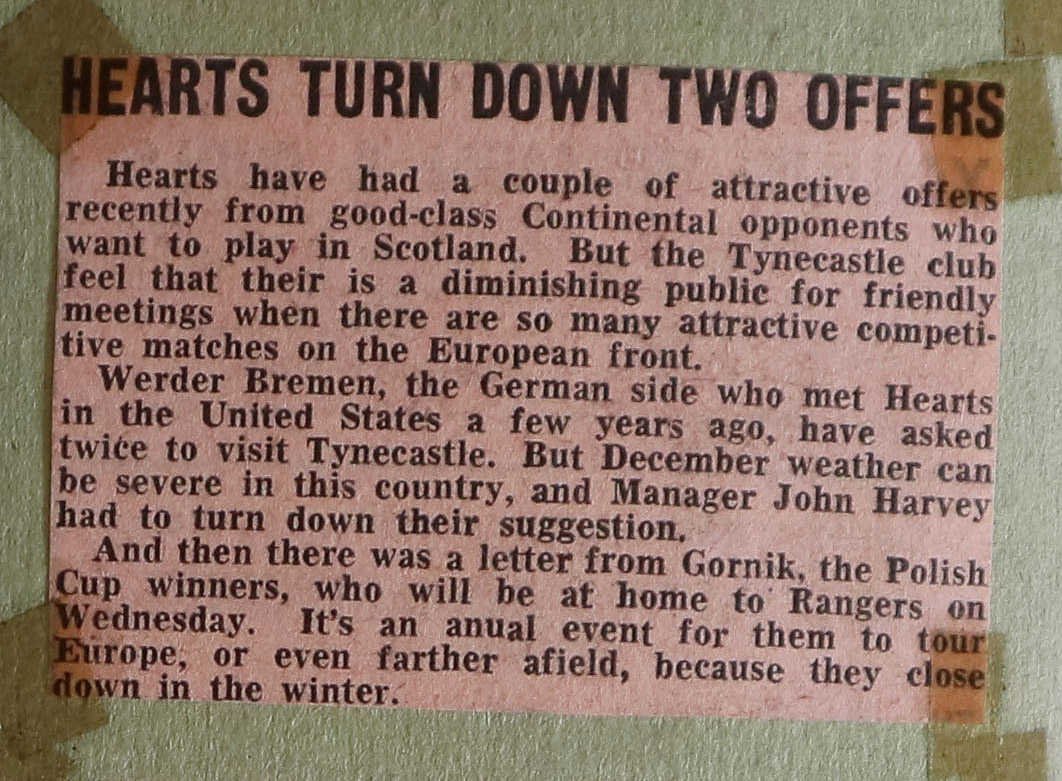 HEARTS TURN DOWN TWO OFFERS
Hearts have had a couple of attractive offers
recently from good-class Continental opponents who
want to play in Scotland. But the Tynecastle club
feel that their is a diminishing public for friendly
meetings when there are so many attractive competi-
tive matches on the European front.
Werder Bremen, the German side who met Hearts
in the United States a few years ago, have asked
twice to visit Tynecastle. But December weather can
be severe in this country, and Manager John Harvey
had to turn down their suggestion.
And then there was a letter from Gornik, the Polish
Cup winners, who will be at home to Rangers on
Wednesday. It's an anual event for them to tour
Europe, or even farther afield, because they close
down in the winter.